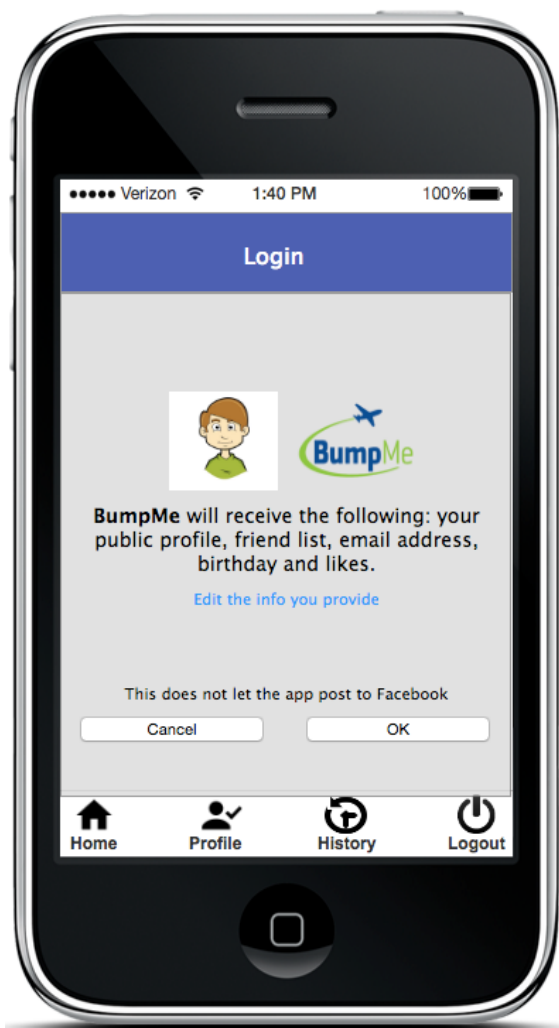 Verizon 1:40 PM 100%
Login
BumpMe
BumpMe will receive the following: your
public profile, friend list, email address,
birthday and likes.
Edit the info you provide
This does not let the app post to Facebook
Cancel OK
Home Profile History Logout